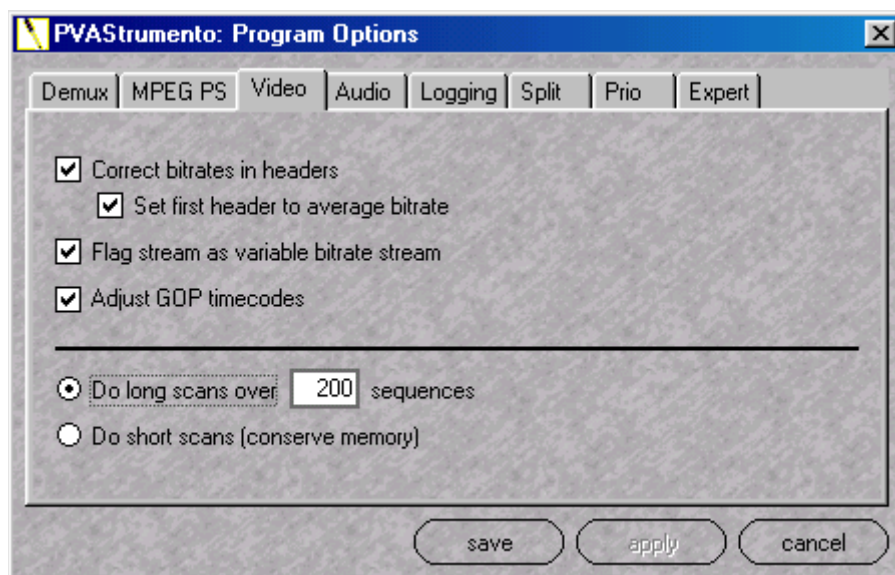 PVAStrumento: Program Options
Demux MPEG PS Video Audio Logging Split Prio Expert
Correct bitrates in headers
Set first header to average bitrate
Flag stream as variable bitrate stream
Adjust GOP timecodes
Do long scans over 200 sequences
Do short scans (conserve memory)
save apply cancel